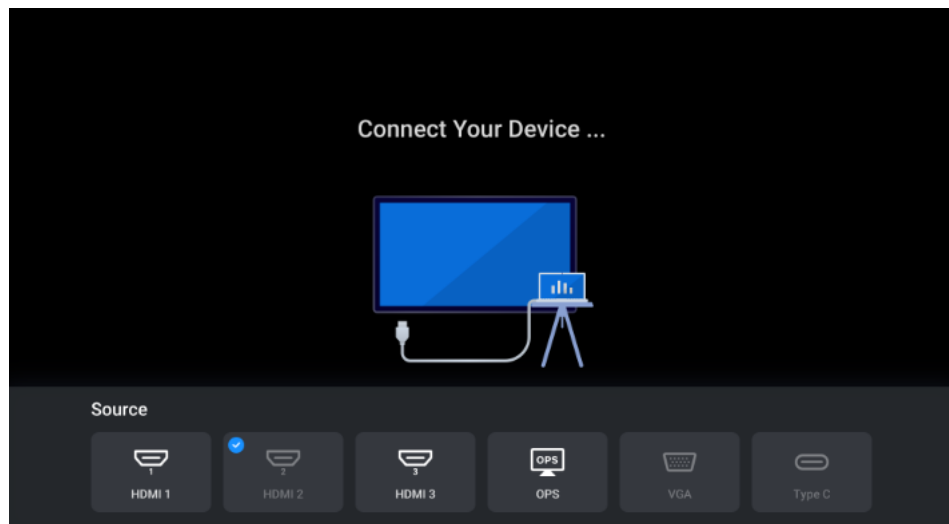 Connect Your Device ...
Source
1
2
3
OPS
HDMI 1
HDMI 2
HDMI 3
OPS
VGA
Type C